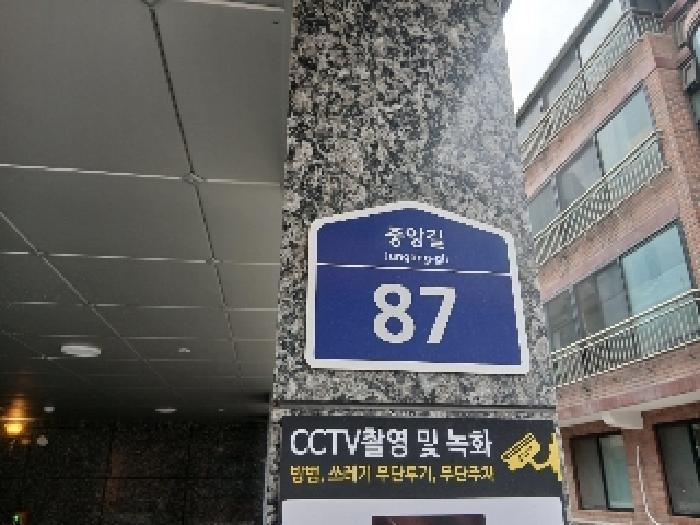 중앙길
Jungang-gil
87
CCTV촬영 및 녹화
방범, 쓰레기 무단투기, 무단주차